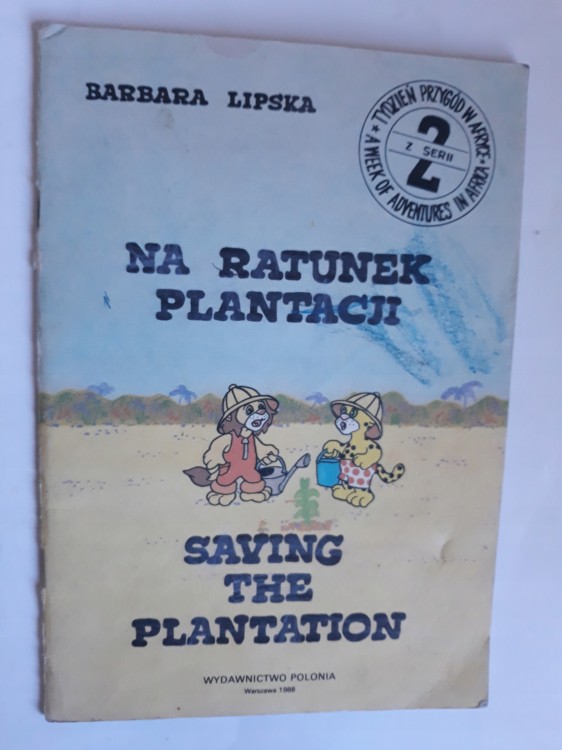 BARBARA LIPSKA
TYDZIEŃ PRZYGÓD W AFRYCE
2
Z SERII
★ A WEEK OF ADVENTURES IN AFRICA ★
NA RATUNEK
PLANTACJI
SAVING
THE
PLANTATION
WYDAWNICTWO POLONIA
Warszawa 1988